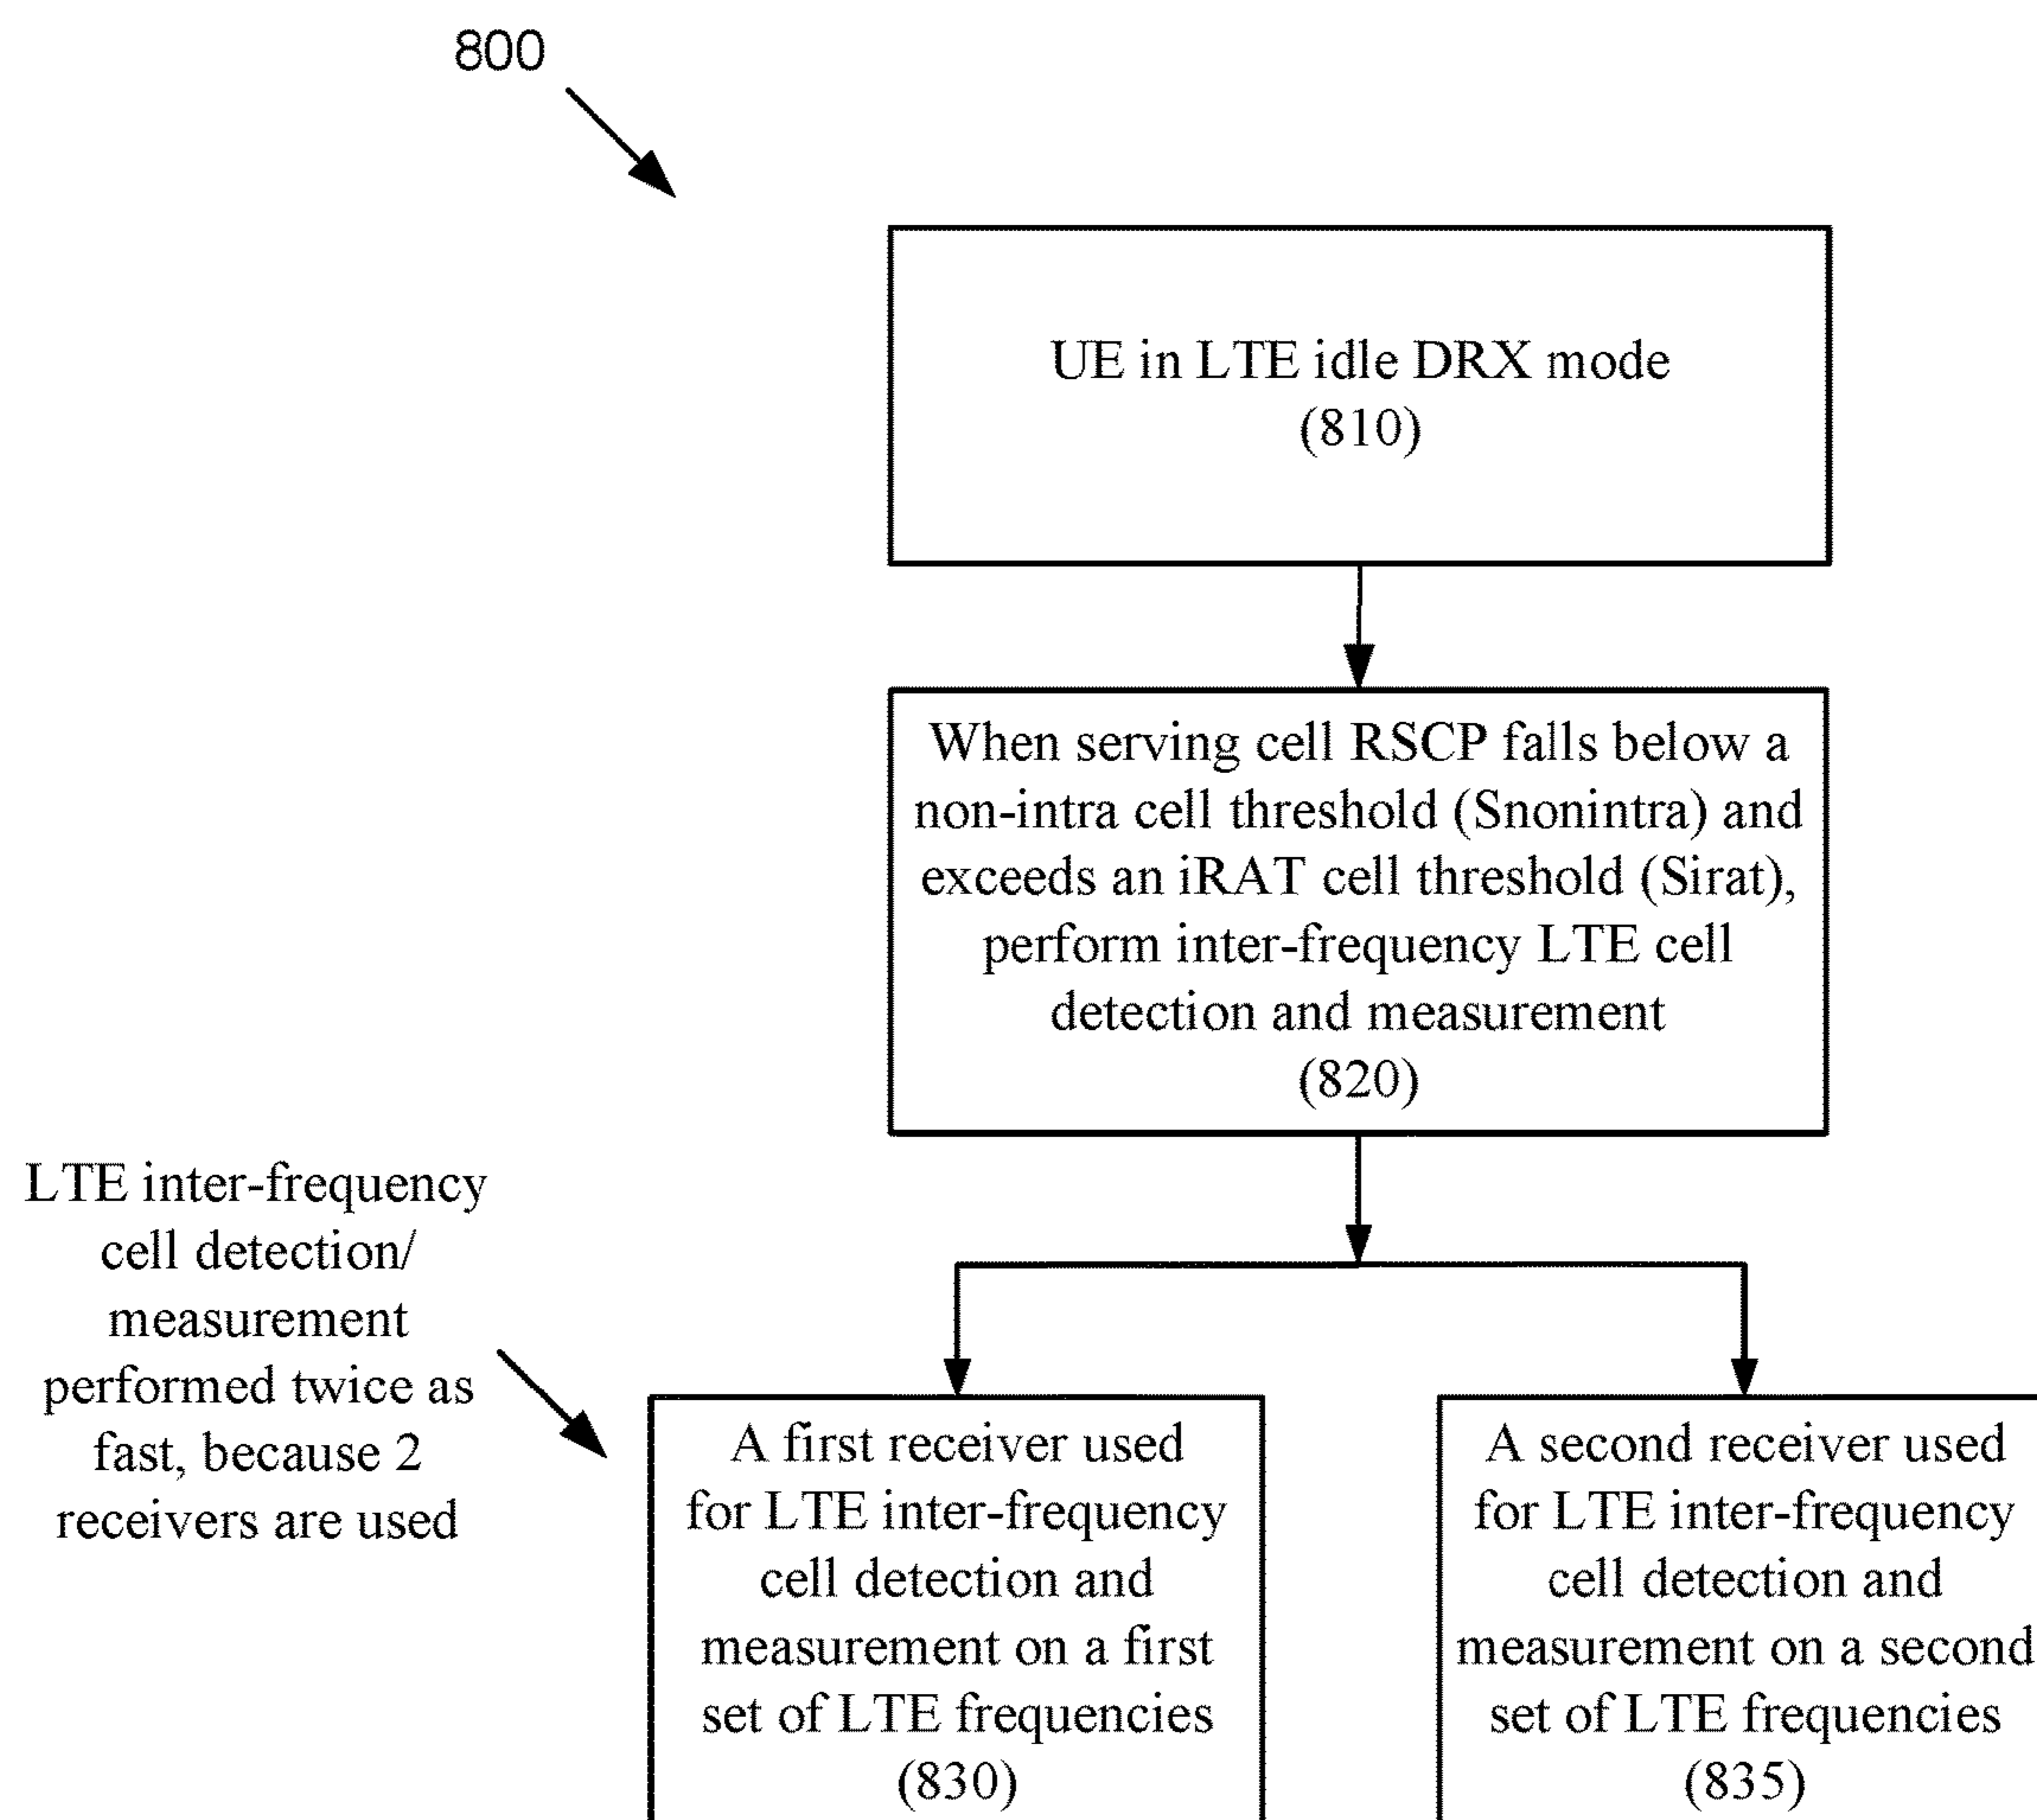 800
UE in LTE idle DRX mode
(810)
When serving cell RSCP falls below a
non-intra cell threshold (Snonintra) and
exceeds an iRAT cell threshold (Sirat),
perform inter-frequency LTE cell
detection and measurement
(820)
LTE inter-frequency
cell detection/
measurement
performed twice as
fast, because 2
receivers are used
A first receiver used
for LTE inter-frequency
cell detection and
measurement on a first
set of LTE frequencies
(830)
A second receiver used
for LTE inter-frequency
cell detection and
measurement on a second
set of LTE frequencies
(835)